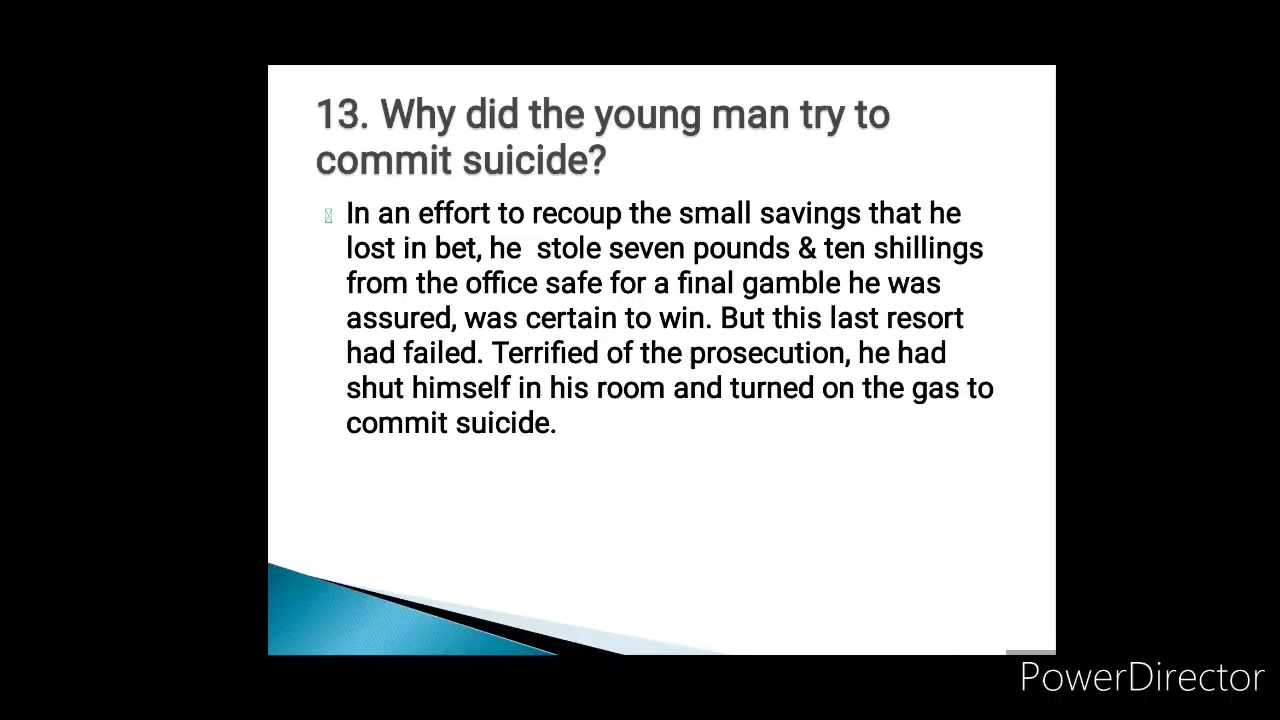 13. Why did the young man try to
commit suicide?
In an effort to recoup the small savings that he
lost in bet, he stole seven pounds & ten shillings
from the office safe for a final gamble he was
assured, was certain to win. But this last resort
had failed. Terrified of the prosecution, he had
shut himself in his room and turned on the gas to
commit suicide.
PowerDirector